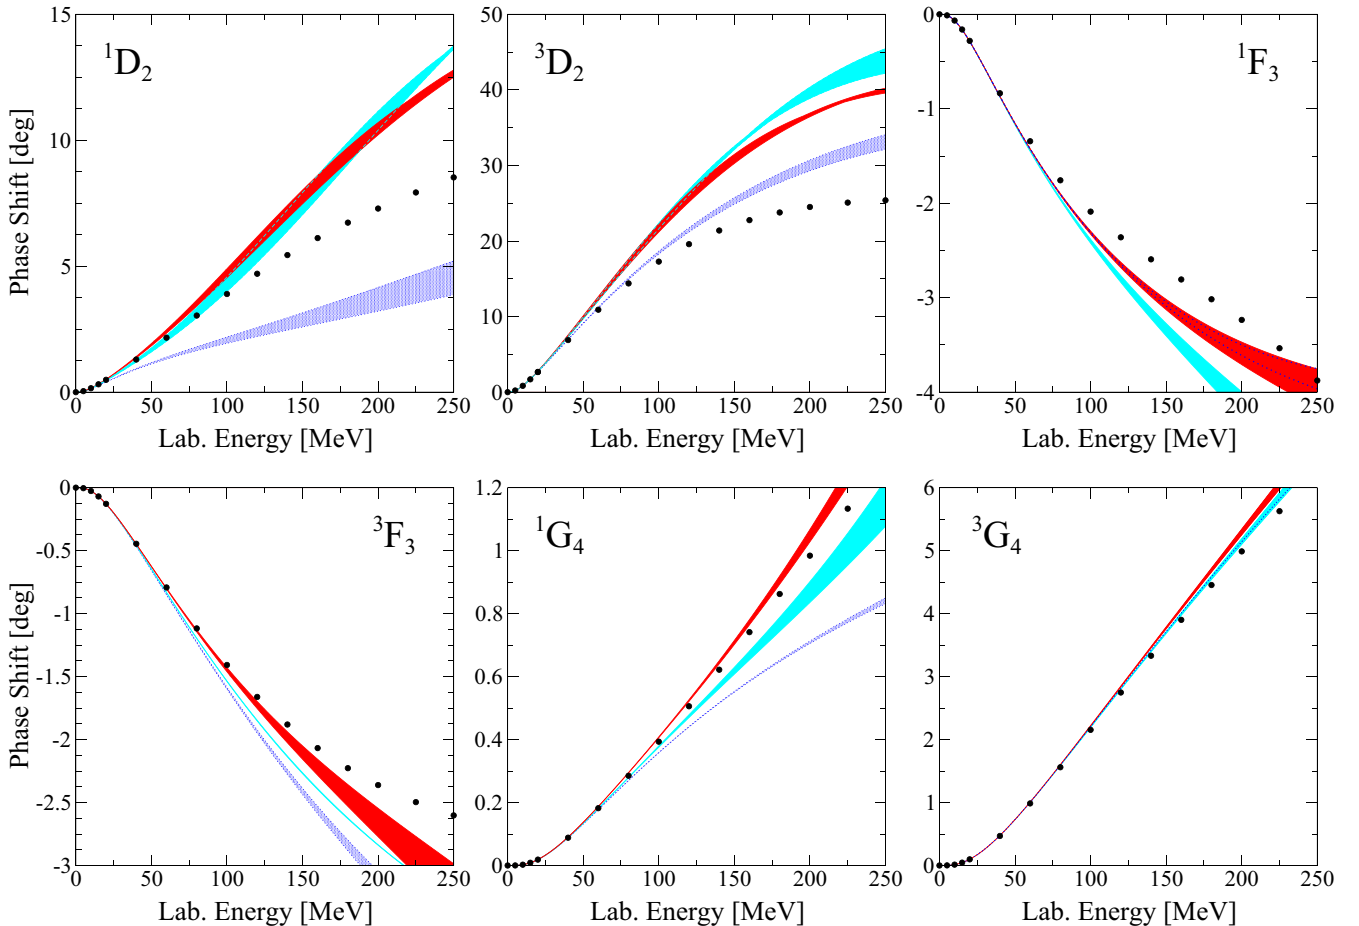 15
10
5
0
Phase Shift [deg]
¹D₂
0 50 100 150 200 250
Lab. Energy [MeV]
50
40
30
20
10
0
³D₂
0 50 100 150 200 250
Lab. Energy [MeV]
0
-1
-2
-3
-4
¹F₃
0 50 100 150 200 250
Lab. Energy [MeV]
0
-0.5
-1
-1.5
-2
-2.5
-3
Phase Shift [deg]
³F₃
0 50 100 150 200 250
Lab. Energy [MeV]
1.2
1
0.8
0.6
0.4
0.2
0
¹G₄
0 50 100 150 200 250
Lab. Energy [MeV]
6
5
4
3
2
1
0
³G₄
0 50 100 150 200 250
Lab. Energy [MeV]